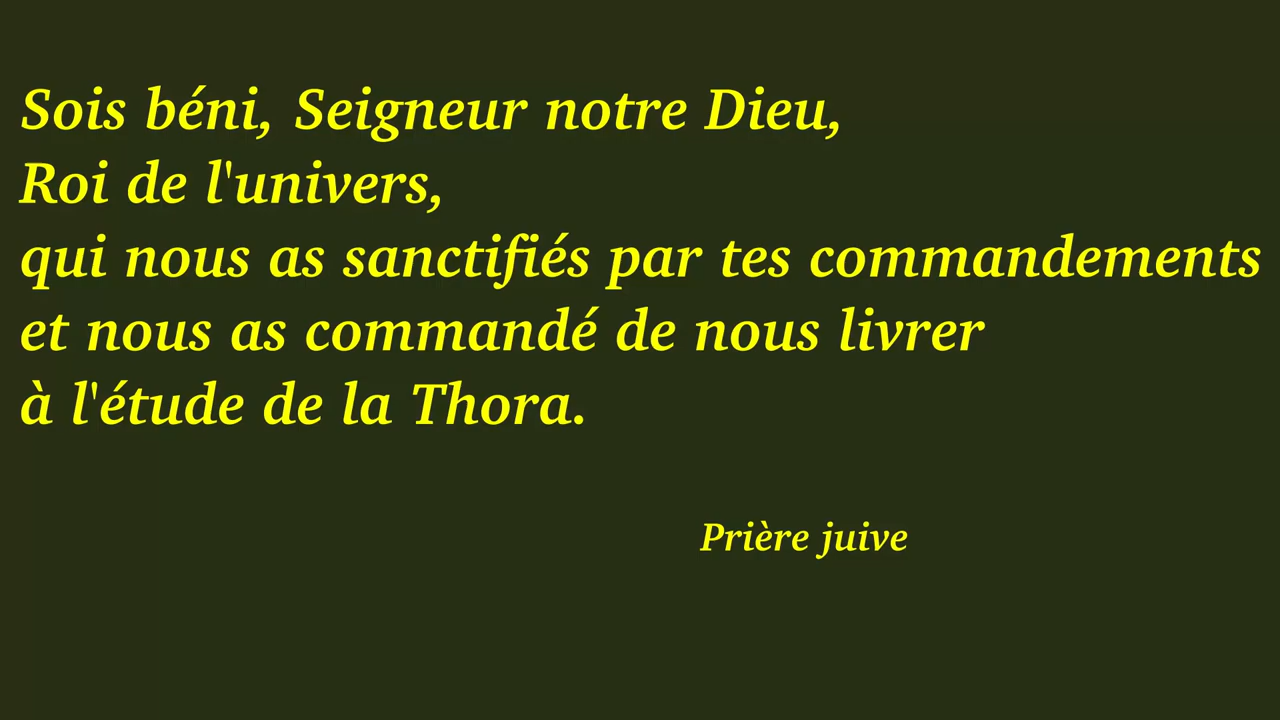 Sois béni, Seigneur notre Dieu,
Roi de l'univers,
qui nous as sanctifiés par tes commandements
et nous as commandé de nous livrer
à l'étude de la Thora.
Prière juive